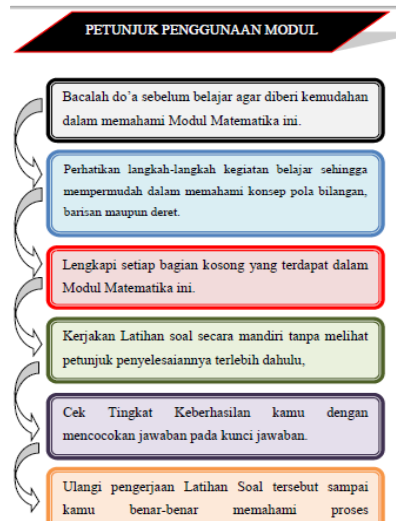 PETUNJUK PENGGUNAAN MODUL
Bacalah do’a sebelum belajar agar diberi kemudahan
dalam memahami Modul Matematika ini.
Perhatikan langkah-langkah kegiatan belajar sehingga
mempermudah dalam memahami konsep pola bilangan,
barisan maupun deret.
Lengkapi setiap bagian kosong yang terdapat dalam
Modul Matematika ini.
Kerjakan Latihan soal secara mandiri tanpa melihat
petunjuk penyelesaiannya terlebih dahulu,
Cek Tingkat Keberhasilan kamu dengan
mencocokan jawaban pada kunci jawaban.
Ulangi pengerjaan Latihan Soal tersebut sampai
kamu benar-benar memahami proses